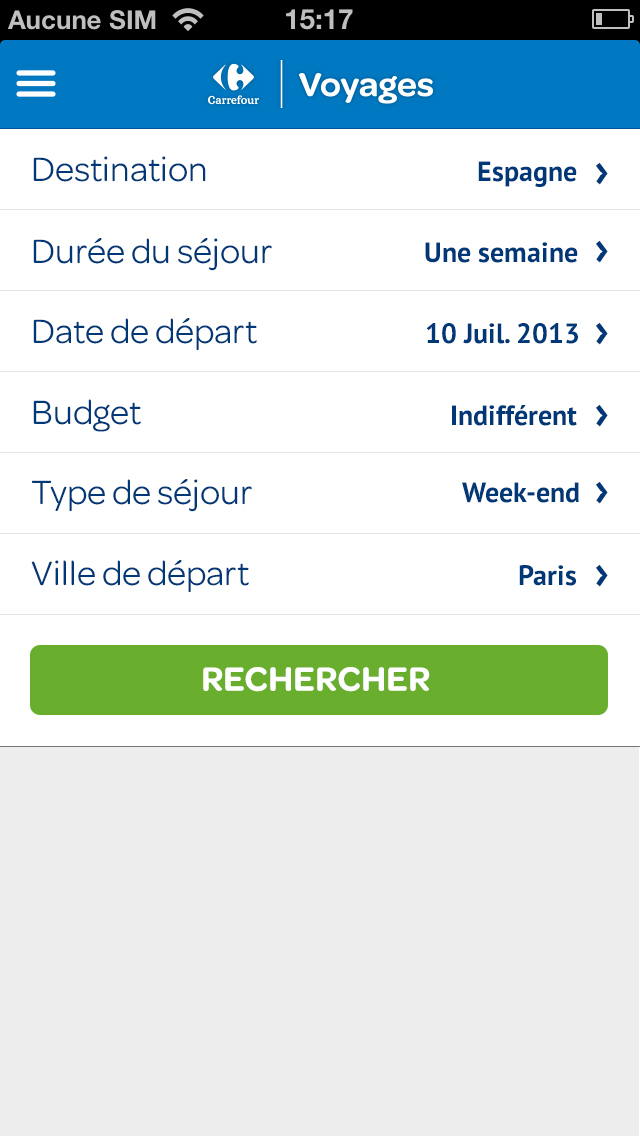 Aucune SIM 15:17
Carrefour Voyages
Destination Espagne
Durée du séjour Une semaine
Date de départ 10 Juil. 2013
Budget Indifférent
Type de séjour Week-end
Ville de départ Paris
RECHERCHER